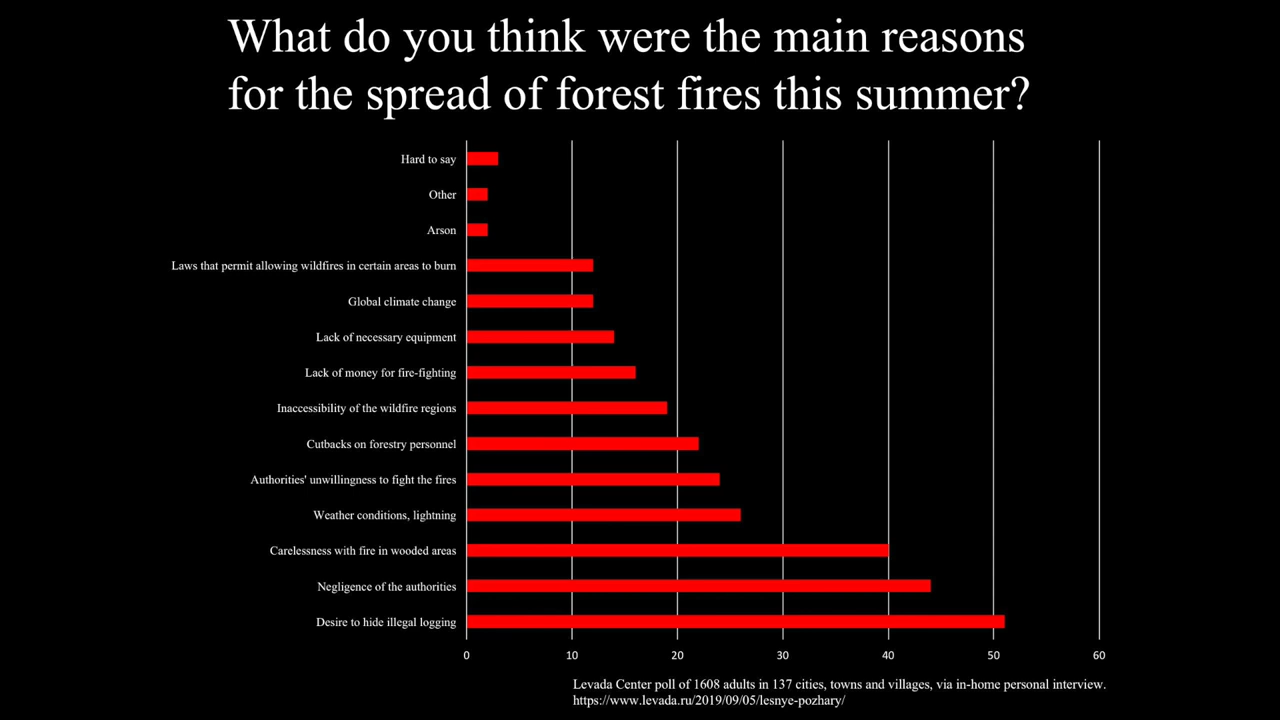 What do you think were the main reasons
for the spread of forest fires this summer?
Hard to say
Other
Arson
Laws that permit allowing wildfires in certain areas to burn
Global climate change
Lack of necessary equipment
Lack of money for fire-fighting
Inaccessibility of the wildfire regions
Cutbacks on forestry personnel
Authorities' unwillingness to fight the fires
Weather conditions, lightning
Carelessness with fire in wooded areas
Negligence of the authorities
Desire to hide illegal logging
0 10 20 30 40 50 60
Levada Center poll of 1608 adults in 137 cities, towns and villages, via in-home personal interview.
https://www.levada.ru/2019/09/05/lesnye-pozhary/